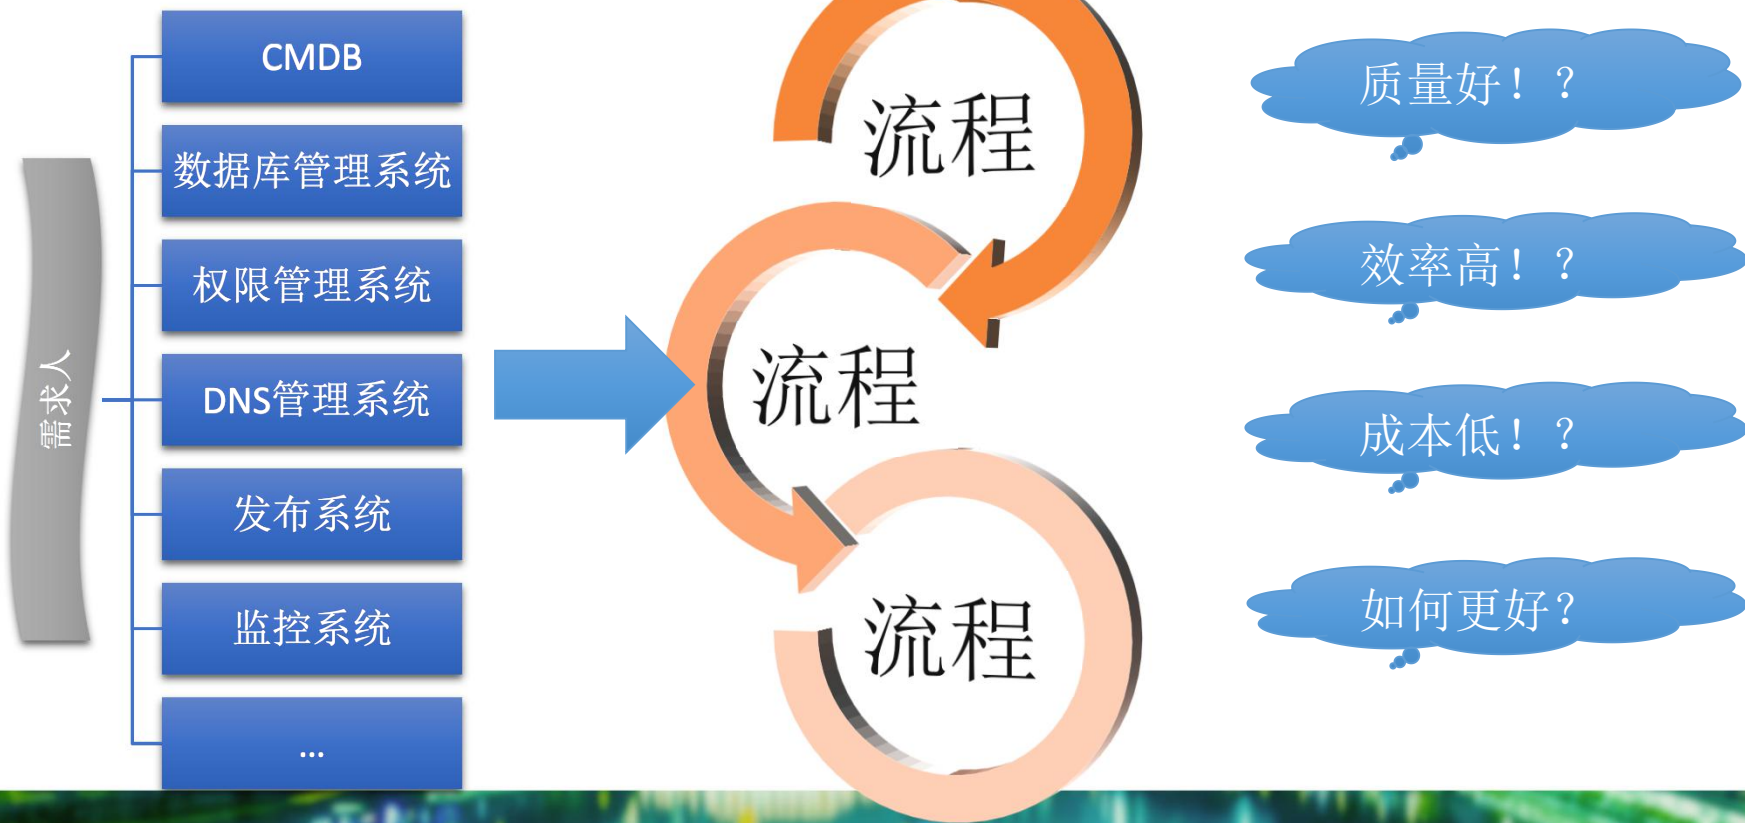 需求人
CMDB
数据库管理系统
权限管理系统
DNS管理系统
发布系统
监控系统
...
流程
流程
流程
质量好！？
效率高！？
成本低！？
如何更好？